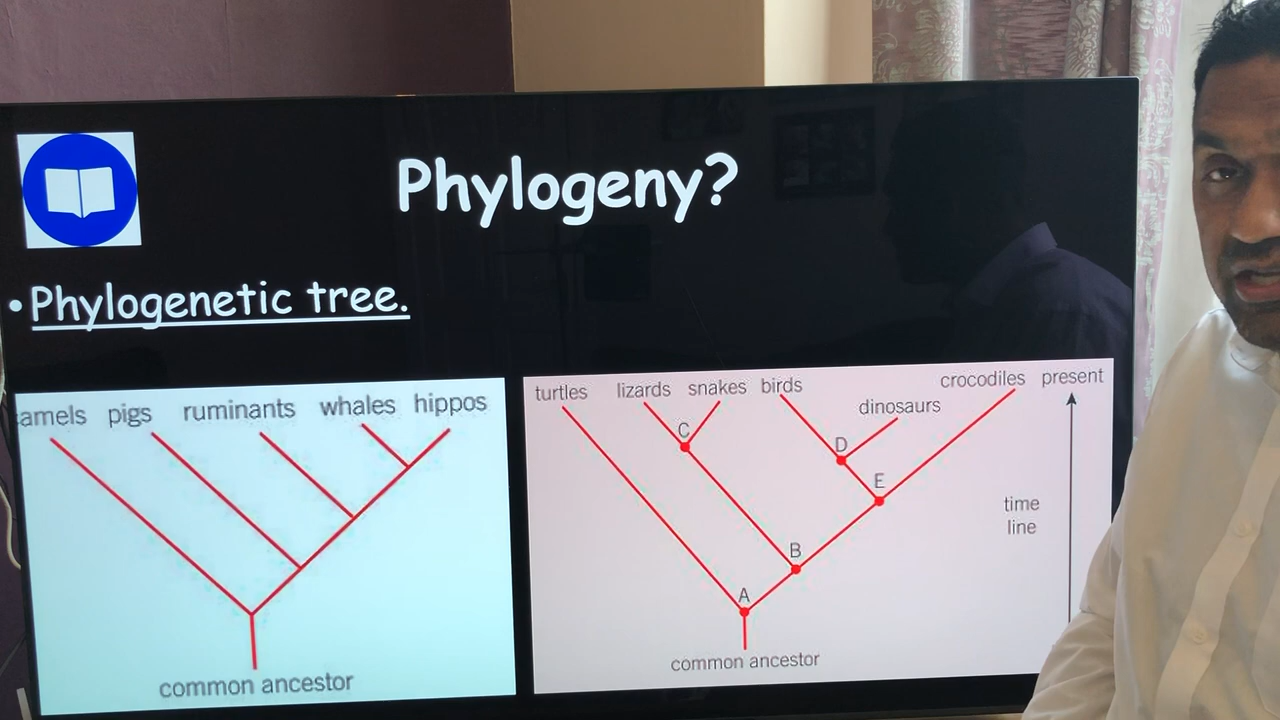 Phylogeny?
• Phylogenetic tree.
amels pigs ruminants whales hippos
common ancestor
turtles lizards snakes birds crocodiles present
dinosaurs
C
D
E
time
line
B
A
common ancestor